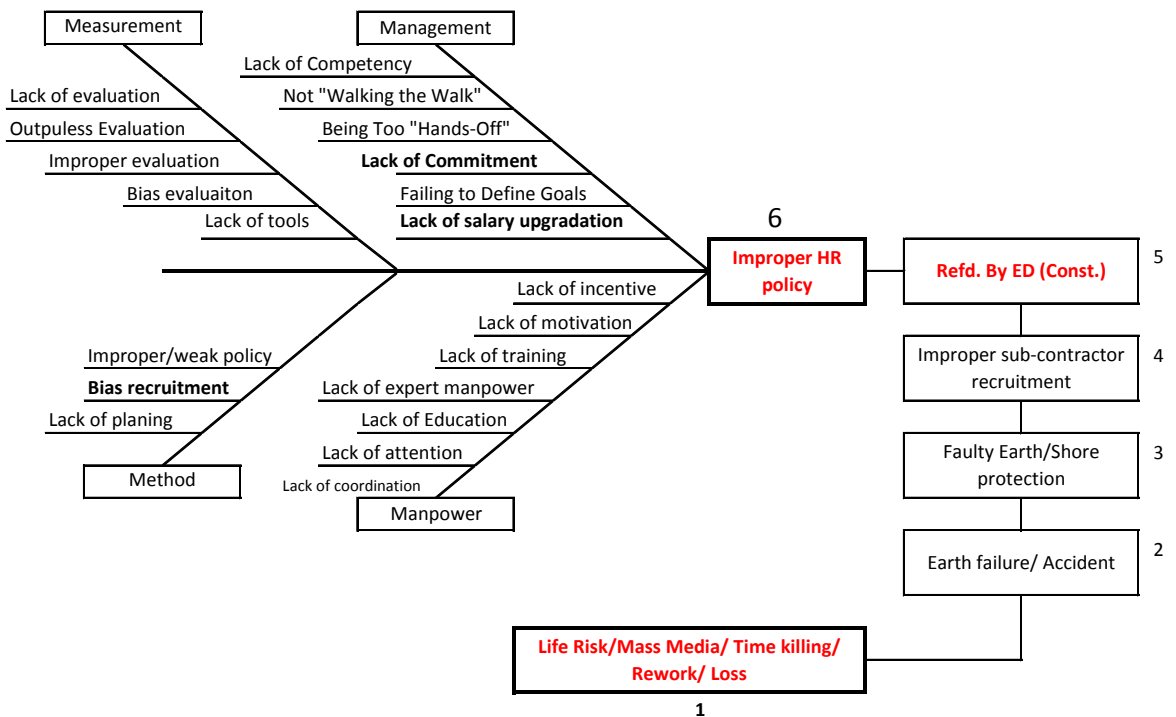 Measurement
Management
Lack of Competency
Lack of evaluation
Not "Walking the Walk"
Outpuless Evaluation
Being Too "Hands-Off"
Improper evaluation
Lack of Commitment
Bias evaluaiton
Failing to Define Goals
Lack of tools
Lack of salary upgradation
6
Improper HR
policy
Refd. By ED (Const.)
5
Lack of incentive
Lack of motivation
Improper/weak policy
Lack of training
Improper sub-contractor
recruitment
4
Bias recruitment
Lack of expert manpower
Lack of planing
Lack of Education
Lack of attention
Faulty Earth/Shore
protection
3
Method
Lack of coordination
Manpower
Earth failure/ Accident
2
Life Risk/Mass Media/ Time killing/
Rework/ Loss
1